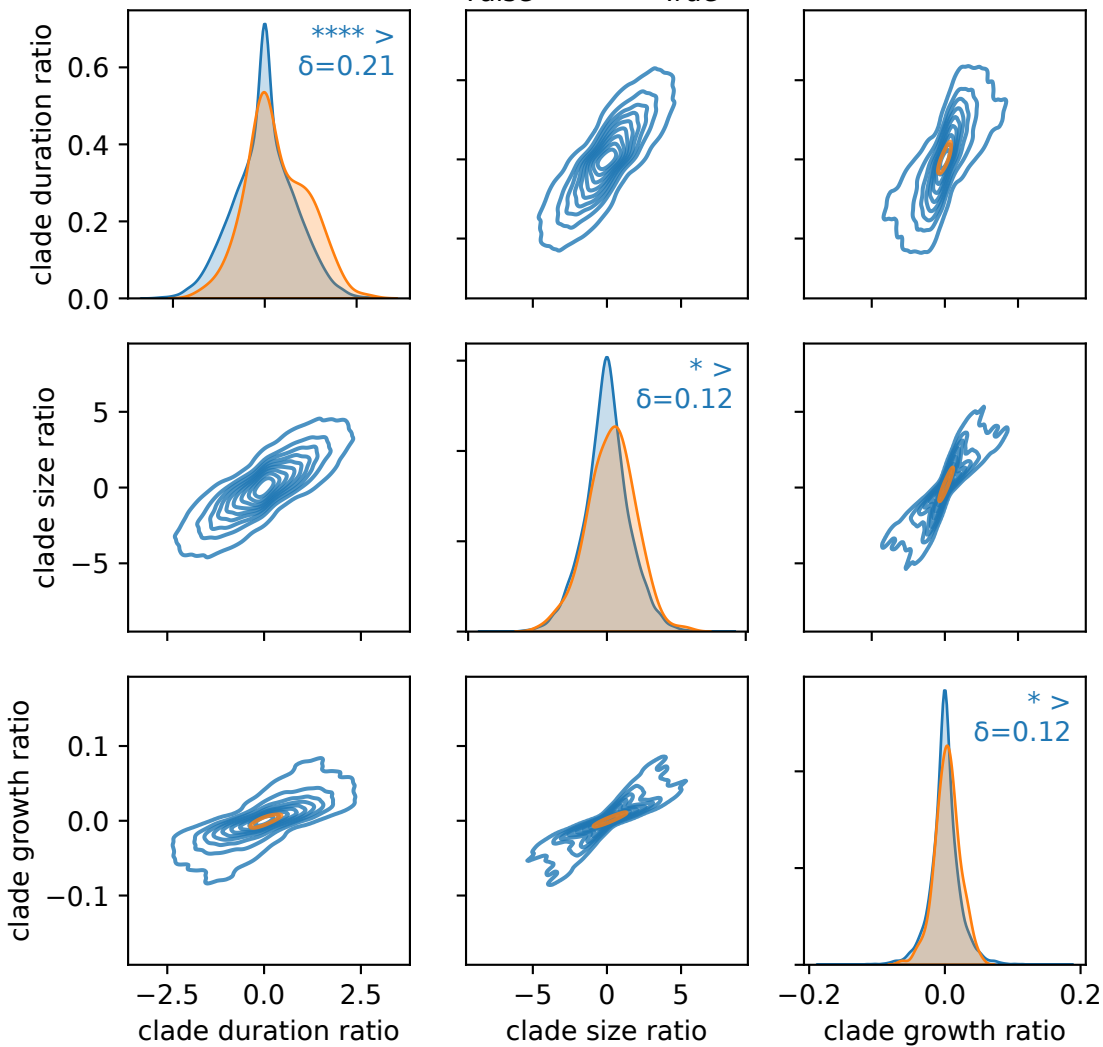 True
clade duration ratio
0.6
0.4
0.2
0.0
**** >
δ=0.21
clade size ratio
5
0
−5
* >
δ=0.12
clade growth ratio
0.1
0.0
−0.1
* >
δ=0.12
−2.5 0.0 2.5
clade duration ratio
−5 0 5
clade size ratio
−0.2 0.0 0.2
clade growth ratio